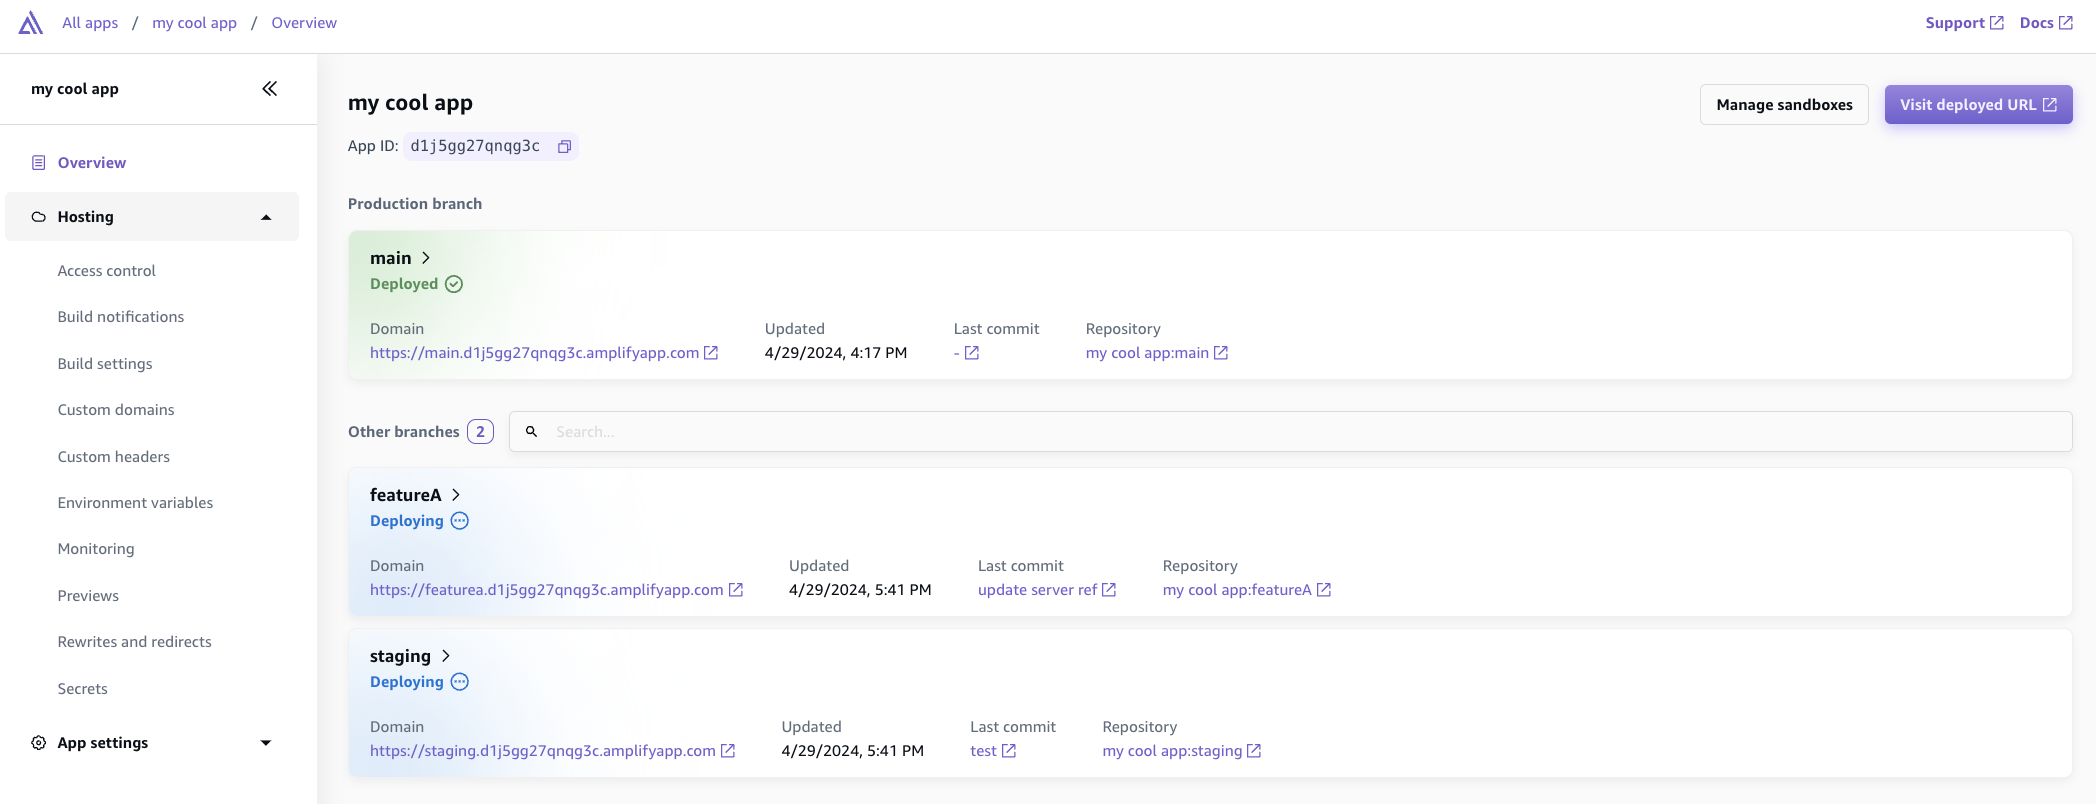 All apps / my cool app / Overview
Support Docs
my cool app
Overview
Hosting
Access control
Build notifications
Build settings
Custom domains
Custom headers
Environment variables
Monitoring
Previews
Rewrites and redirects
Secrets
App settings
my cool app
Manage sandboxes Visit deployed URL
App ID: d1j5gg27qnqg3c
Production branch
main
Deployed
Domain Updated Last commit Repository
https://main.d1j5gg27qnqg3c.amplifyapp.com 4/29/2024, 4:17 PM - my cool app:main
Other branches 2 Search...
featureA
Deploying
Domain Updated Last commit Repository
https://featurea.d1j5gg27qnqg3c.amplifyapp.com 4/29/2024, 5:41 PM update server ref my cool app:featureA
staging
Deploying
Domain Updated Last commit Repository
https://staging.d1j5gg27qnqg3c.amplifyapp.com 4/29/2024, 5:41 PM test my cool app:staging